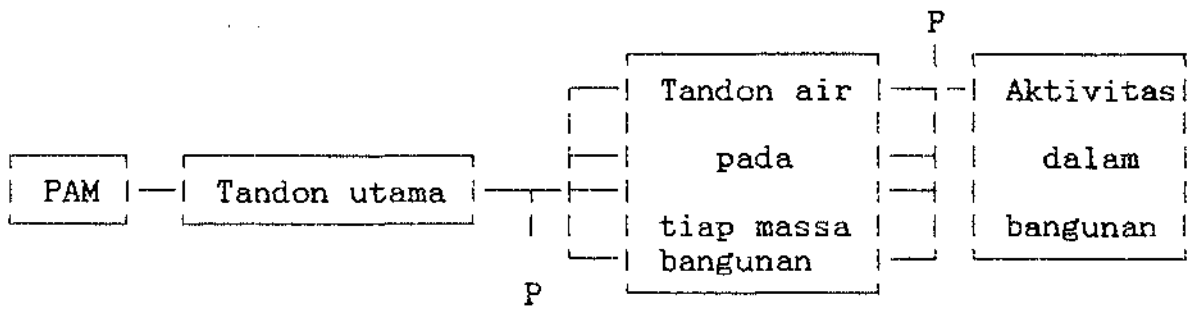 P
Tandon air
Aktivitas
PAM
Tandon utama
pada
dalam
tiap massa
bangunan
bangunan
P